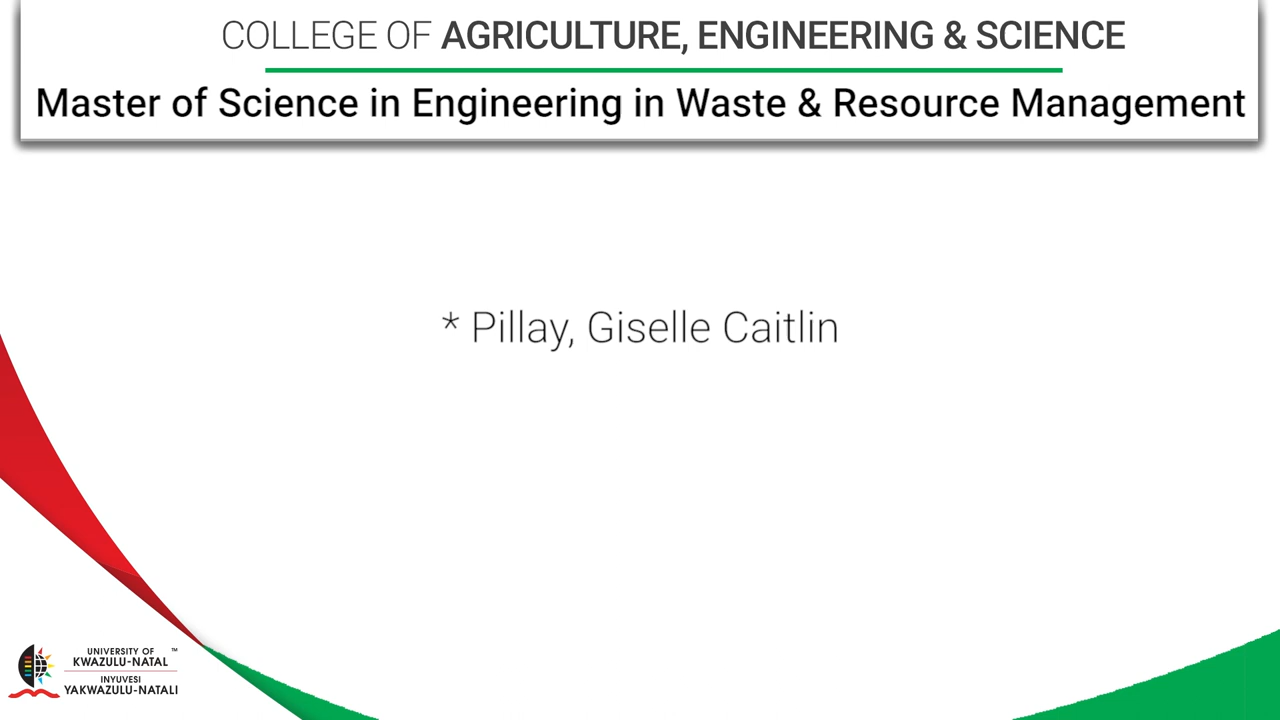 COLLEGE OF AGRICULTURE, ENGINEERING & SCIENCE
Master of Science in Engineering in Waste & Resource Management
* Pillay, Giselle Caitlin
UNIVERSITY OF ™
KWAZULU-NATAL
INYUVESI
YAKWAZULU-NATALI